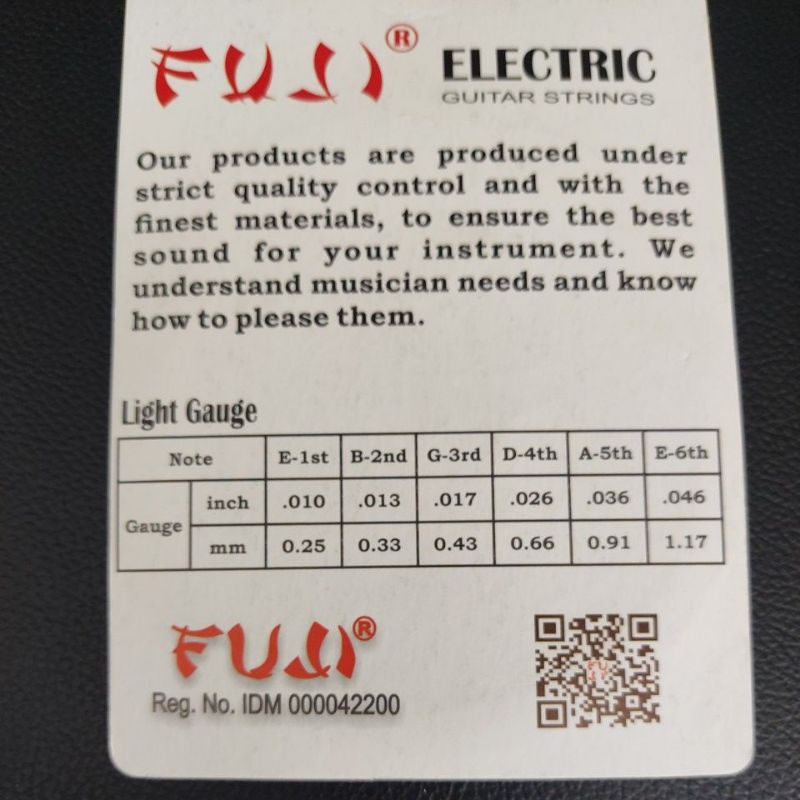 FUJI®
ELECTRIC
GUITAR STRINGS
Our products are produced under
strict quality control and with the
finest materials, to ensure the best
sound for your instrument. We
understand musician needs and know
how to please them.
Light Gauge
Note E-1st B-2nd G-3rd D-4th A-5th E-6th
Gauge
inch .010 .013 .017 .026 .036 .046
mm 0.25 0.33 0.43 0.66 0.91 1.17
FUJI®
Reg. No. IDM 000042200
FUJI